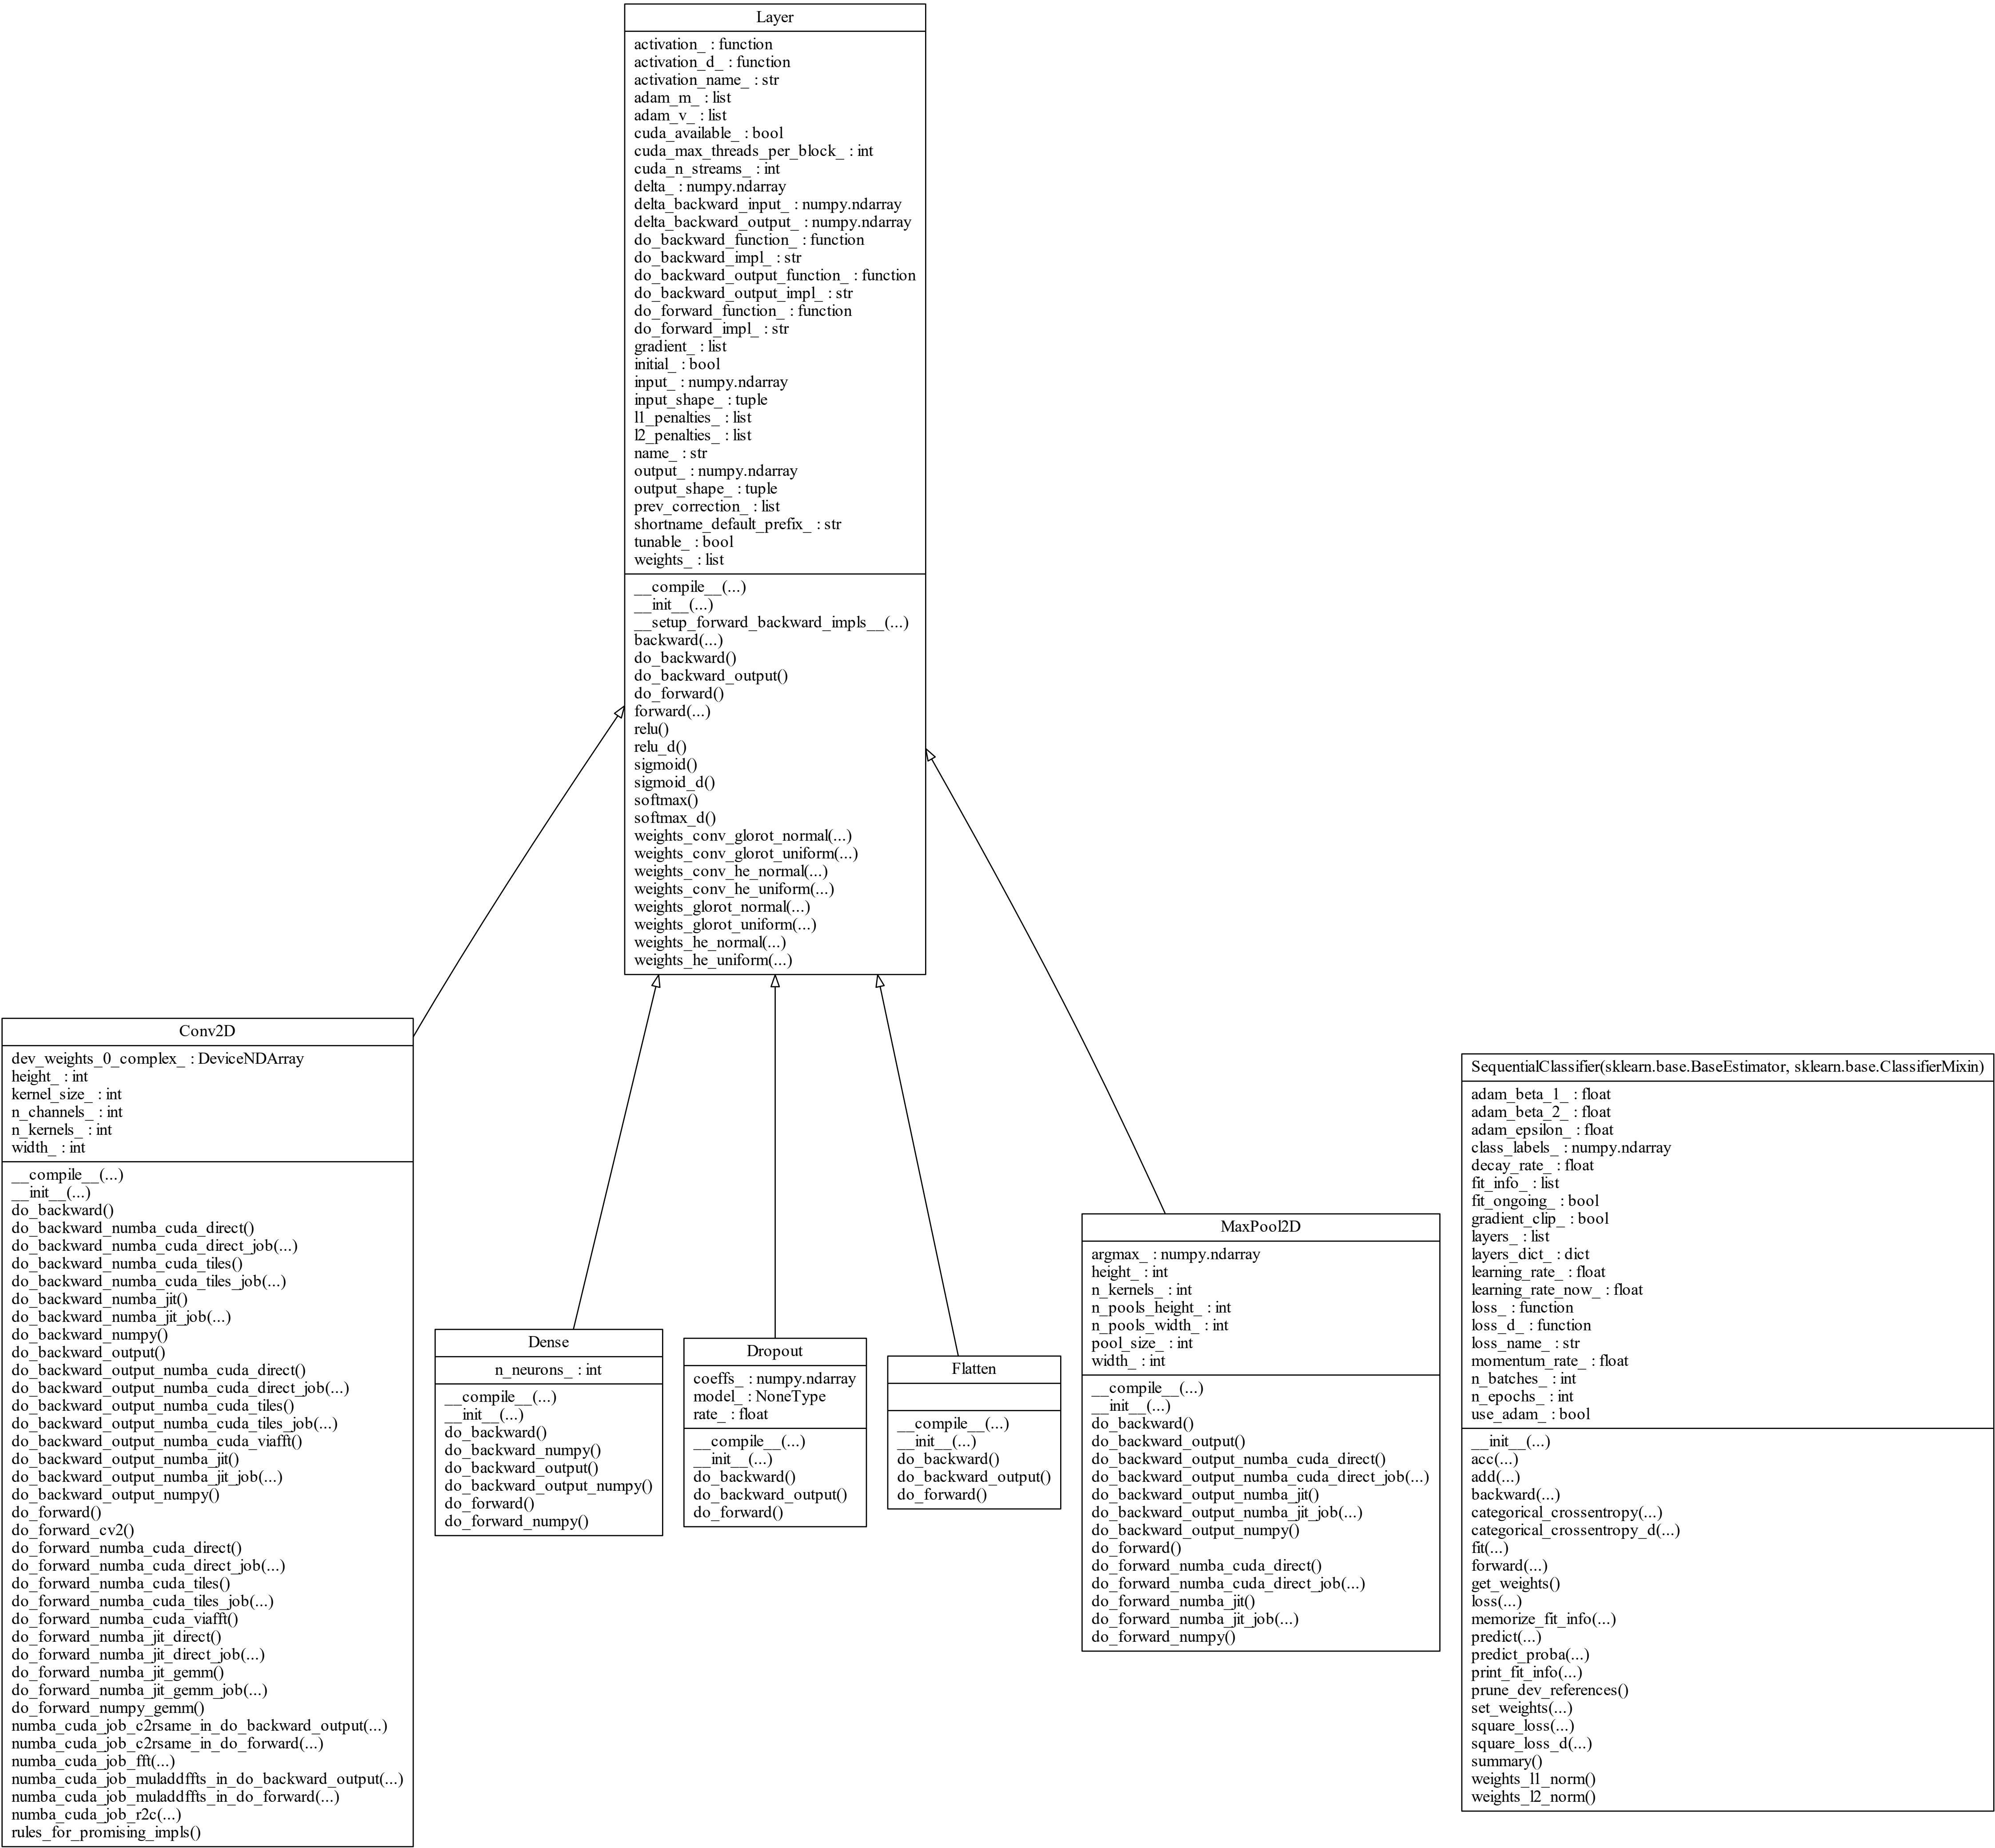 Layer
activation_ : function
activation_d_ : function
activation_name_ : str
adam_m_ : list
adam_v_ : list
cuda_available_ : bool
cuda_max_threads_per_block_ : int
cuda_n_streams_ : int
delta_ : numpy.ndarray
delta_backward_input_ : numpy.ndarray
delta_backward_output_ : numpy.ndarray
do_backward_function_ : function
do_backward_impl_ : str
do_backward_output_function_ : function
do_backward_output_impl_ : str
do_forward_function_ : function
do_forward_impl_ : str
gradient_ : list
initial_ : bool
input_ : numpy.ndarray
input_shape_ : tuple
l1_penalties_ : list
l2_penalties_ : list
name_ : str
output_ : numpy.ndarray
output_shape_ : tuple
prev_correction_ : list
shortname_default_prefix_ : str
tunable_ : bool
weights_ : list
__compile__(...)
__init__(...)
__setup_forward_backward_impls__(...)
backward(...)
do_backward()
do_backward_output()
do_forward()
forward(...)
relu()
relu_d()
sigmoid()
sigmoid_d()
softmax()
softmax_d()
weights_conv_glorot_normal(...)
weights_conv_glorot_uniform(...)
weights_conv_he_normal(...)
weights_conv_he_uniform(...)
weights_glorot_normal(...)
weights_glorot_uniform(...)
weights_he_normal(...)
weights_he_uniform(...)
Conv2D
dev_weights_0_complex_ : DeviceNDArray
height_ : int
kernel_size_ : int
n_channels_ : int
n_kernels_ : int
width_ : int
__compile__(...)
__init__(...)
do_backward()
do_backward_numba_cuda_direct()
do_backward_numba_cuda_direct_job(...)
do_backward_numba_cuda_tiles()
do_backward_numba_cuda_tiles_job(...)
do_backward_numba_jit()
do_backward_numba_jit_job(...)
do_backward_numpy()
do_backward_output()
do_backward_output_numba_cuda_direct()
do_backward_output_numba_cuda_direct_job(...)
do_backward_output_numba_cuda_tiles()
do_backward_output_numba_cuda_tiles_job(...)
do_backward_output_numba_cuda_viafft()
do_backward_output_numba_jit()
do_backward_output_numba_jit_job(...)
do_backward_output_numpy()
do_forward()
do_forward_cv2()
do_forward_numba_cuda_direct()
do_forward_numba_cuda_direct_job(...)
do_forward_numba_cuda_tiles()
do_forward_numba_cuda_tiles_job(...)
do_forward_numba_cuda_viafft()
do_forward_numba_jit_direct()
do_forward_numba_jit_direct_job(...)
do_forward_numba_jit_gemm()
do_forward_numba_jit_gemm_job(...)
do_forward_numpy_gemm()
numba_cuda_job_c2rsame_in_do_backward_output(...)
numba_cuda_job_c2rsame_in_do_forward(...)
numba_cuda_job_fft(...)
numba_cuda_job_muladdffts_in_do_backward_output(...)
numba_cuda_job_muladdffts_in_do_forward(...)
numba_cuda_job_r2c(...)
rules_for_promising_impls()
Dense
n_neurons_ : int
__compile__(...)
__init__(...)
do_backward()
do_backward_numpy()
do_backward_output()
do_backward_output_numpy()
do_forward()
do_forward_numpy()
Dropout
coeffs_ : numpy.ndarray
model_ : NoneType
rate_ : float
__compile__(...)
__init__(...)
do_backward()
do_backward_output()
do_forward()
Flatten
__compile__(...)
__init__(...)
do_backward()
do_backward_output()
do_forward()
MaxPool2D
argmax_ : numpy.ndarray
height_ : int
n_kernels_ : int
n_pools_height_ : int
n_pools_width_ : int
pool_size_ : int
width_ : int
__compile__(...)
__init__(...)
do_backward()
do_backward_output()
do_backward_output_numba_cuda_direct()
do_backward_output_numba_cuda_direct_job(...)
do_backward_output_numba_jit()
do_backward_output_numba_jit_job(...)
do_backward_output_numpy()
do_forward()
do_forward_numba_cuda_direct()
do_forward_numba_cuda_direct_job(...)
do_forward_numba_jit()
do_forward_numba_jit_job(...)
do_forward_numpy()
SequentialClassifier(sklearn.base.BaseEstimator, sklearn.base.ClassifierMixin)
adam_beta_1_ : float
adam_beta_2_ : float
adam_epsilon_ : float
class_labels_ : numpy.ndarray
decay_rate_ : float
fit_info_ : list
fit_ongoing_ : bool
gradient_clip_ : bool
layers_ : list
layers_dict_ : dict
learning_rate_ : float
learning_rate_now_ : float
loss_ : function
loss_d_ : function
loss_name_ : str
momentum_rate_ : float
n_batches_ : int
n_epochs_ : int
use_adam_ : bool
__init__(...)
acc(...)
add(...)
backward(...)
categorical_crossentropy(...)
categorical_crossentropy_d(...)
fit(...)
forward(...)
get_weights()
loss(...)
memorize_fit_info(...)
predict(...)
predict_proba(...)
print_fit_info(...)
prune_dev_references()
set_weights(...)
square_loss(...)
square_loss_d(...)
summary()
weights_l1_norm()
weights_l2_norm()